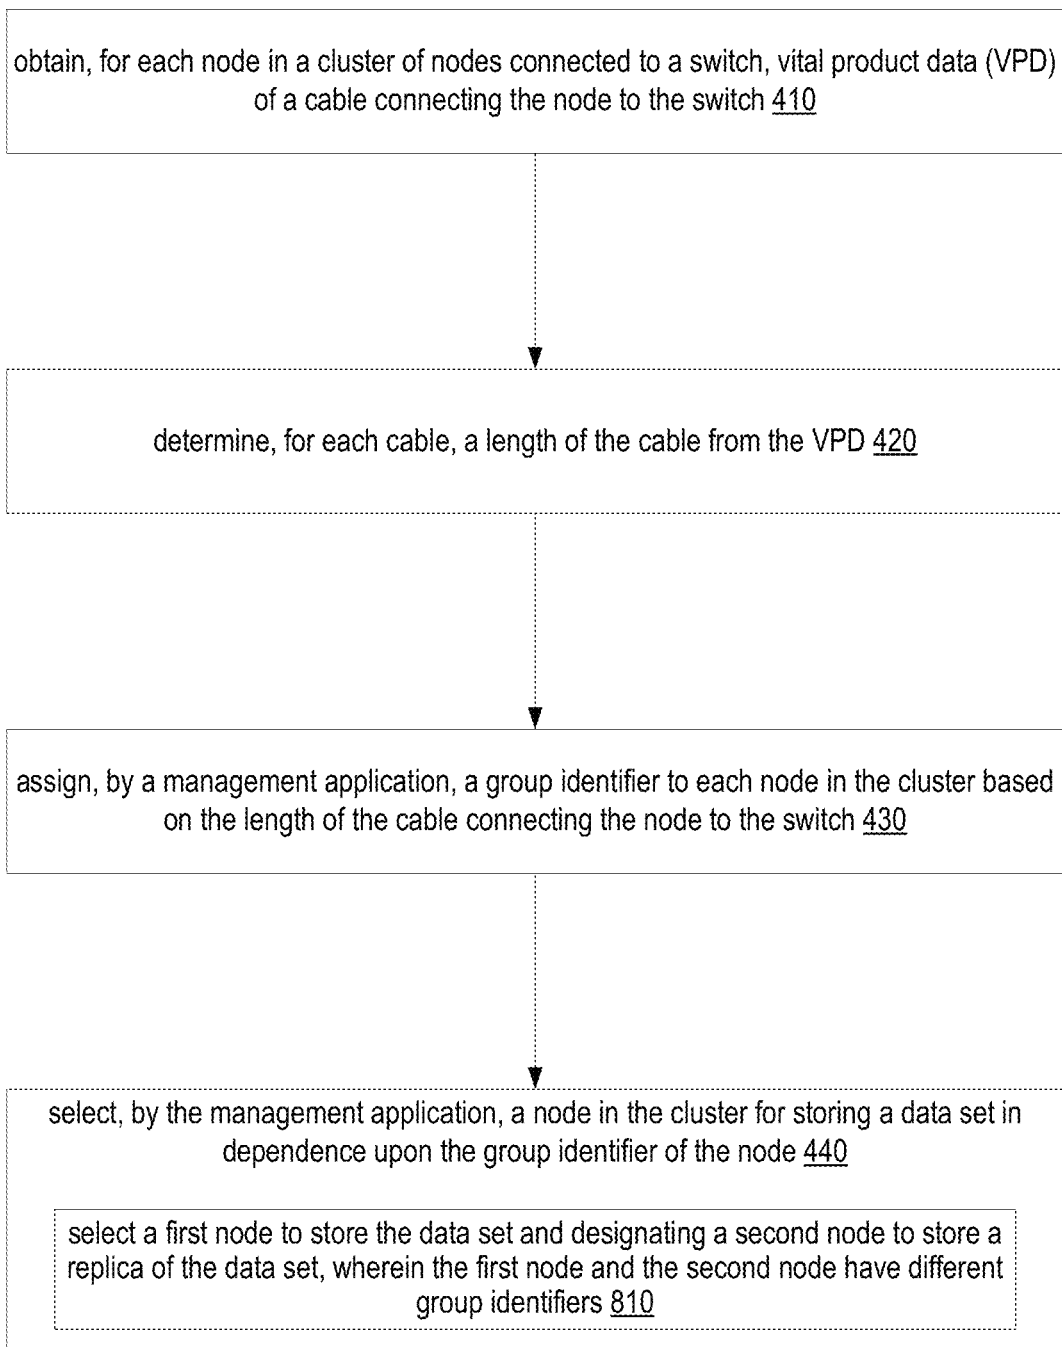 obtain, for each node in a cluster of nodes connected to a switch, vital product data (VPD)
of a cable connecting the node to the switch 410
determine, for each cable, a length of the cable from the VPD 420
assign, by a management application, a group identifier to each node in the cluster based
on the length of the cable connecting the node to the switch 430
select, by the management application, a node in the cluster for storing a data set in
dependence upon the group identifier of the node 440
select a first node to store the data set and designating a second node to store a
replica of the data set, wherein the first node and the second node have different
group identifiers 810